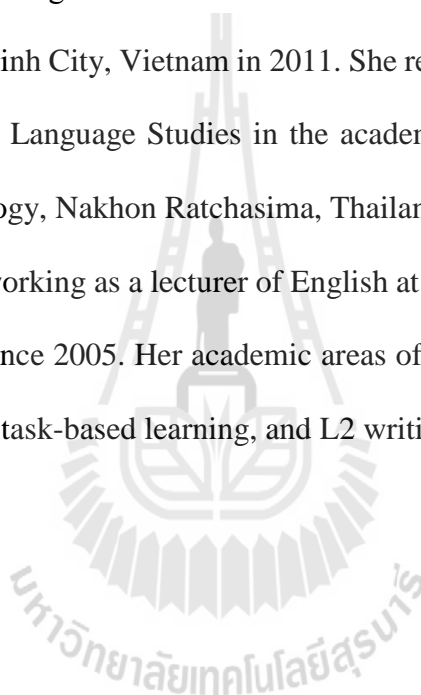 inh City, Vietnam in 2011. She re
Language Studies in the academ
ogy, Nakhon Ratchasima, Thailan
working as a lecturer of English at
nce 2005. Her academic areas of
task-based learning, and L2 writi
มหาวิทยาลัยเทคโนโลยีสุรนารี